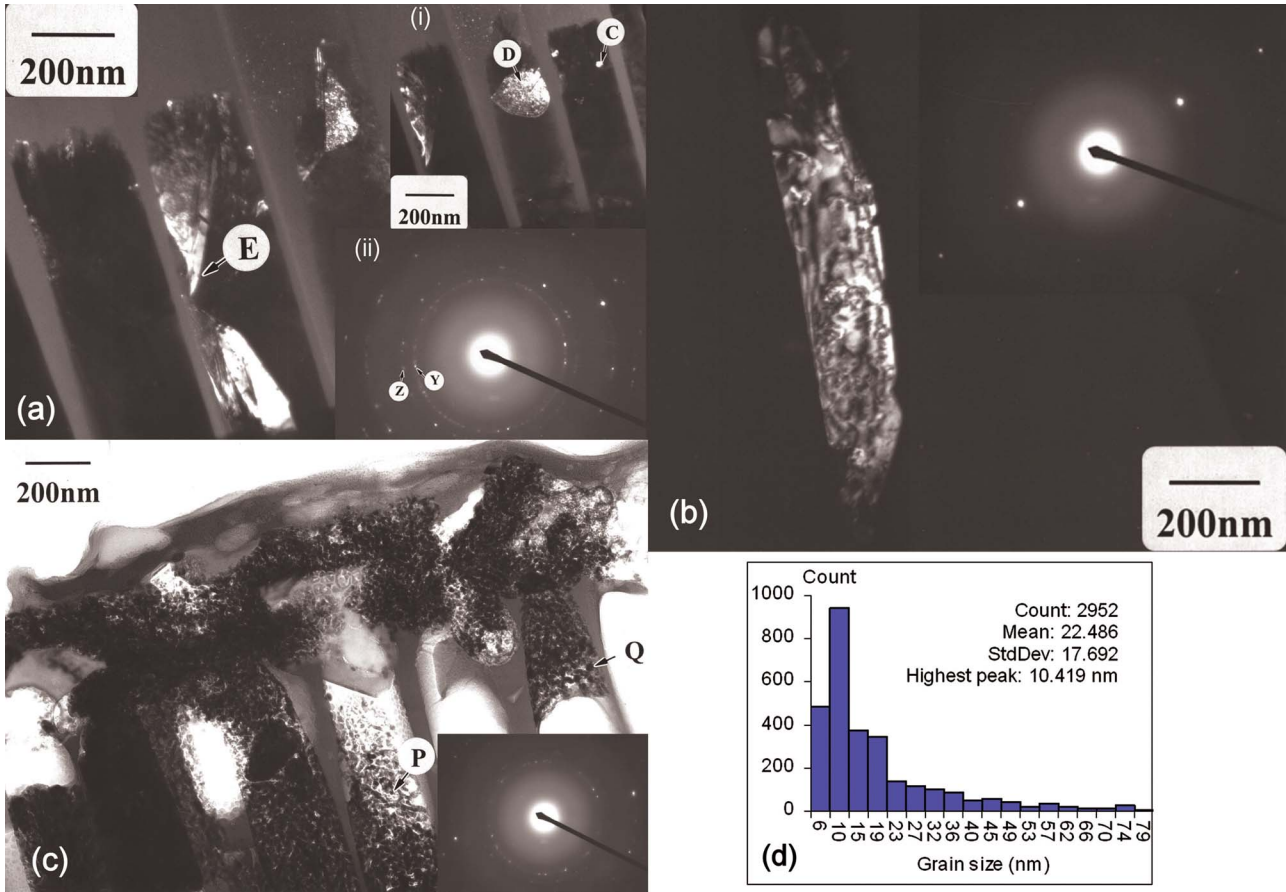 200nm
(i)
D
C
200nm
E
(ii)
Z
Y
(a)
(b)
200nm
200nm
Q
P
(c)
Count
1000
800
600
400
200
0
Count: 2952
Mean: 22.486
StdDev: 17.692
Highest peak: 10.419 nm
6 10 15 19 23 27 32 36 40 45 49 53 57 62 66 70 74 79
(d)
Grain size (nm)